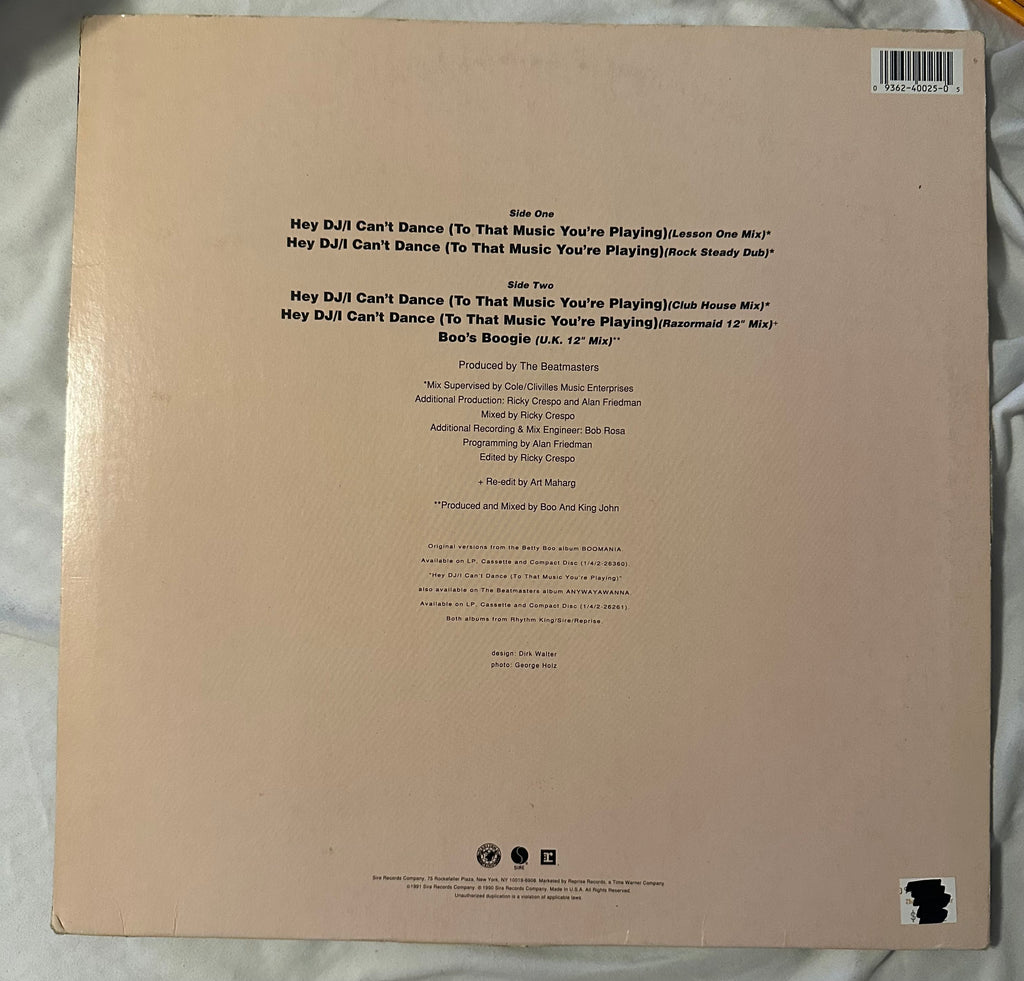 0 9362-40025-0 5
Side One
Hey DJ/I Can't Dance (To That Music You're Playing)(Lesson One Mix)*
Hey DJ/I Can't Dance (To That Music You're Playing)(Rock Steady Dub)*
Side Two
Hey DJ/I Can't Dance (To That Music You're Playing)(Club House Mix)*
Hey DJ/I Can't Dance (To That Music You're Playing)(Razormaid 12" Mix)+
Boo's Boogie (U.K. 12" Mix)**
Produced by The Beatmasters
*Mix Supervised by Cole/Clivilles Music Enterprises
Additional Production: Ricky Crespo and Alan Friedman
Mixed by Ricky Crespo
Additional Recording & Mix Engineer: Bob Rosa
Programming by Alan Friedman
Edited by Ricky Crespo
+ Re-edit by Art Maharg
**Produced and Mixed by Boo And King John
Original versions from the Betty Boo album BOOMANIA.
Available on LP, Cassette and Compact Disc (1/4/2-26360).
"Hey DJ/I Can't Dance (To That Music You're Playing)"
also available on The Beatmasters album ANYWAYAWANNA.
Available on LP, Cassette and Compact Disc (1/4/2-26261).
Both albums from Rhythm King/Sire/Reprise.
design: Dirk Walter
photo: George Holz
SIRE
r
Sire Records Company, 75 Rockefeller Plaza, New York, NY 10019-6908. Marketed by Reprise Records, a Time Warner Company.
©1991 Sire Records Company. ℗ 1990 Sire Records Company. Made in U.S.A. All Rights Reserved.
Unauthorized duplication is a violation of applicable laws.
$